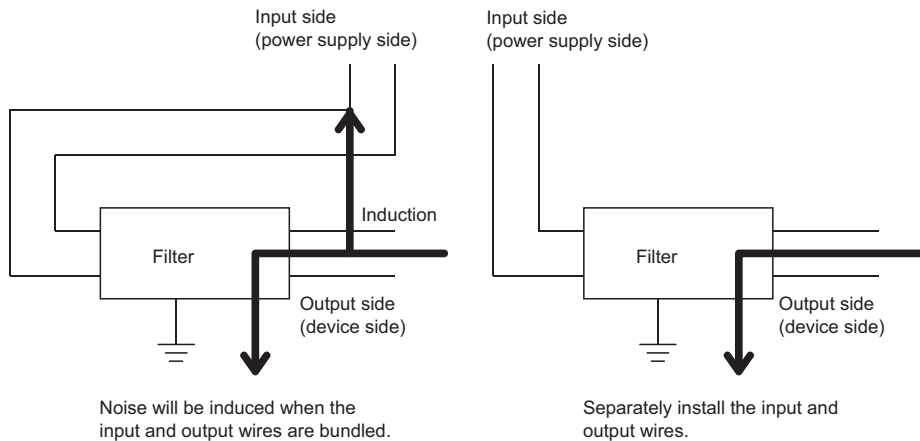 Input side
(power supply side)
Induction
Filter
Output side
(device side)
Noise will be induced when the
input and output wires are bundled.
Input side
(power supply side)
Filter
Output side
(device side)
Separately install the input and
output wires.